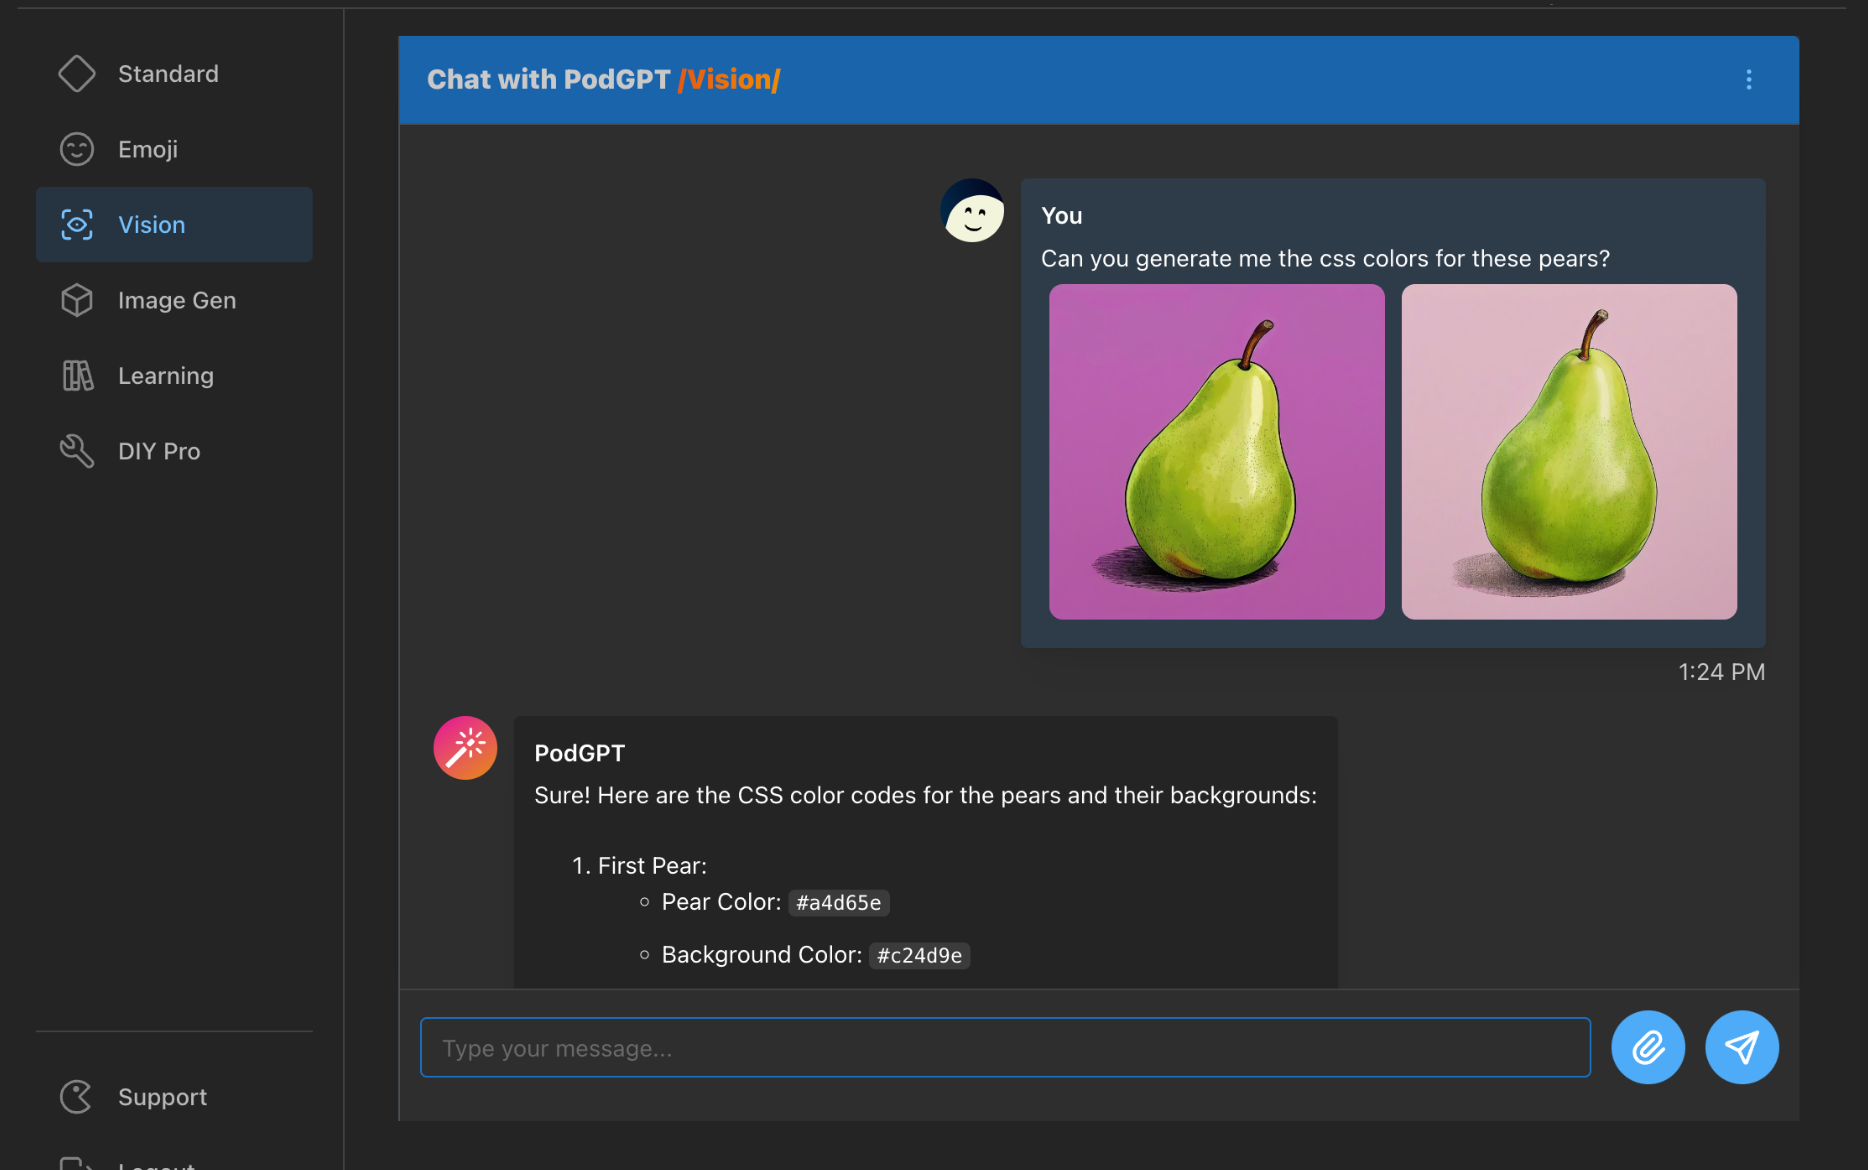 Standard
Emoji
Vision
Image Gen
Learning
DIY Pro
Support
Logout
Chat with PodGPT /Vision/
You
Can you generate me the css colors for these pears?
1:24 PM
PodGPT
Sure! Here are the CSS color codes for the pears and their backgrounds:
1. First Pear:
Pear Color: #a4d65e
Background Color: #c24d9e
Type your message...